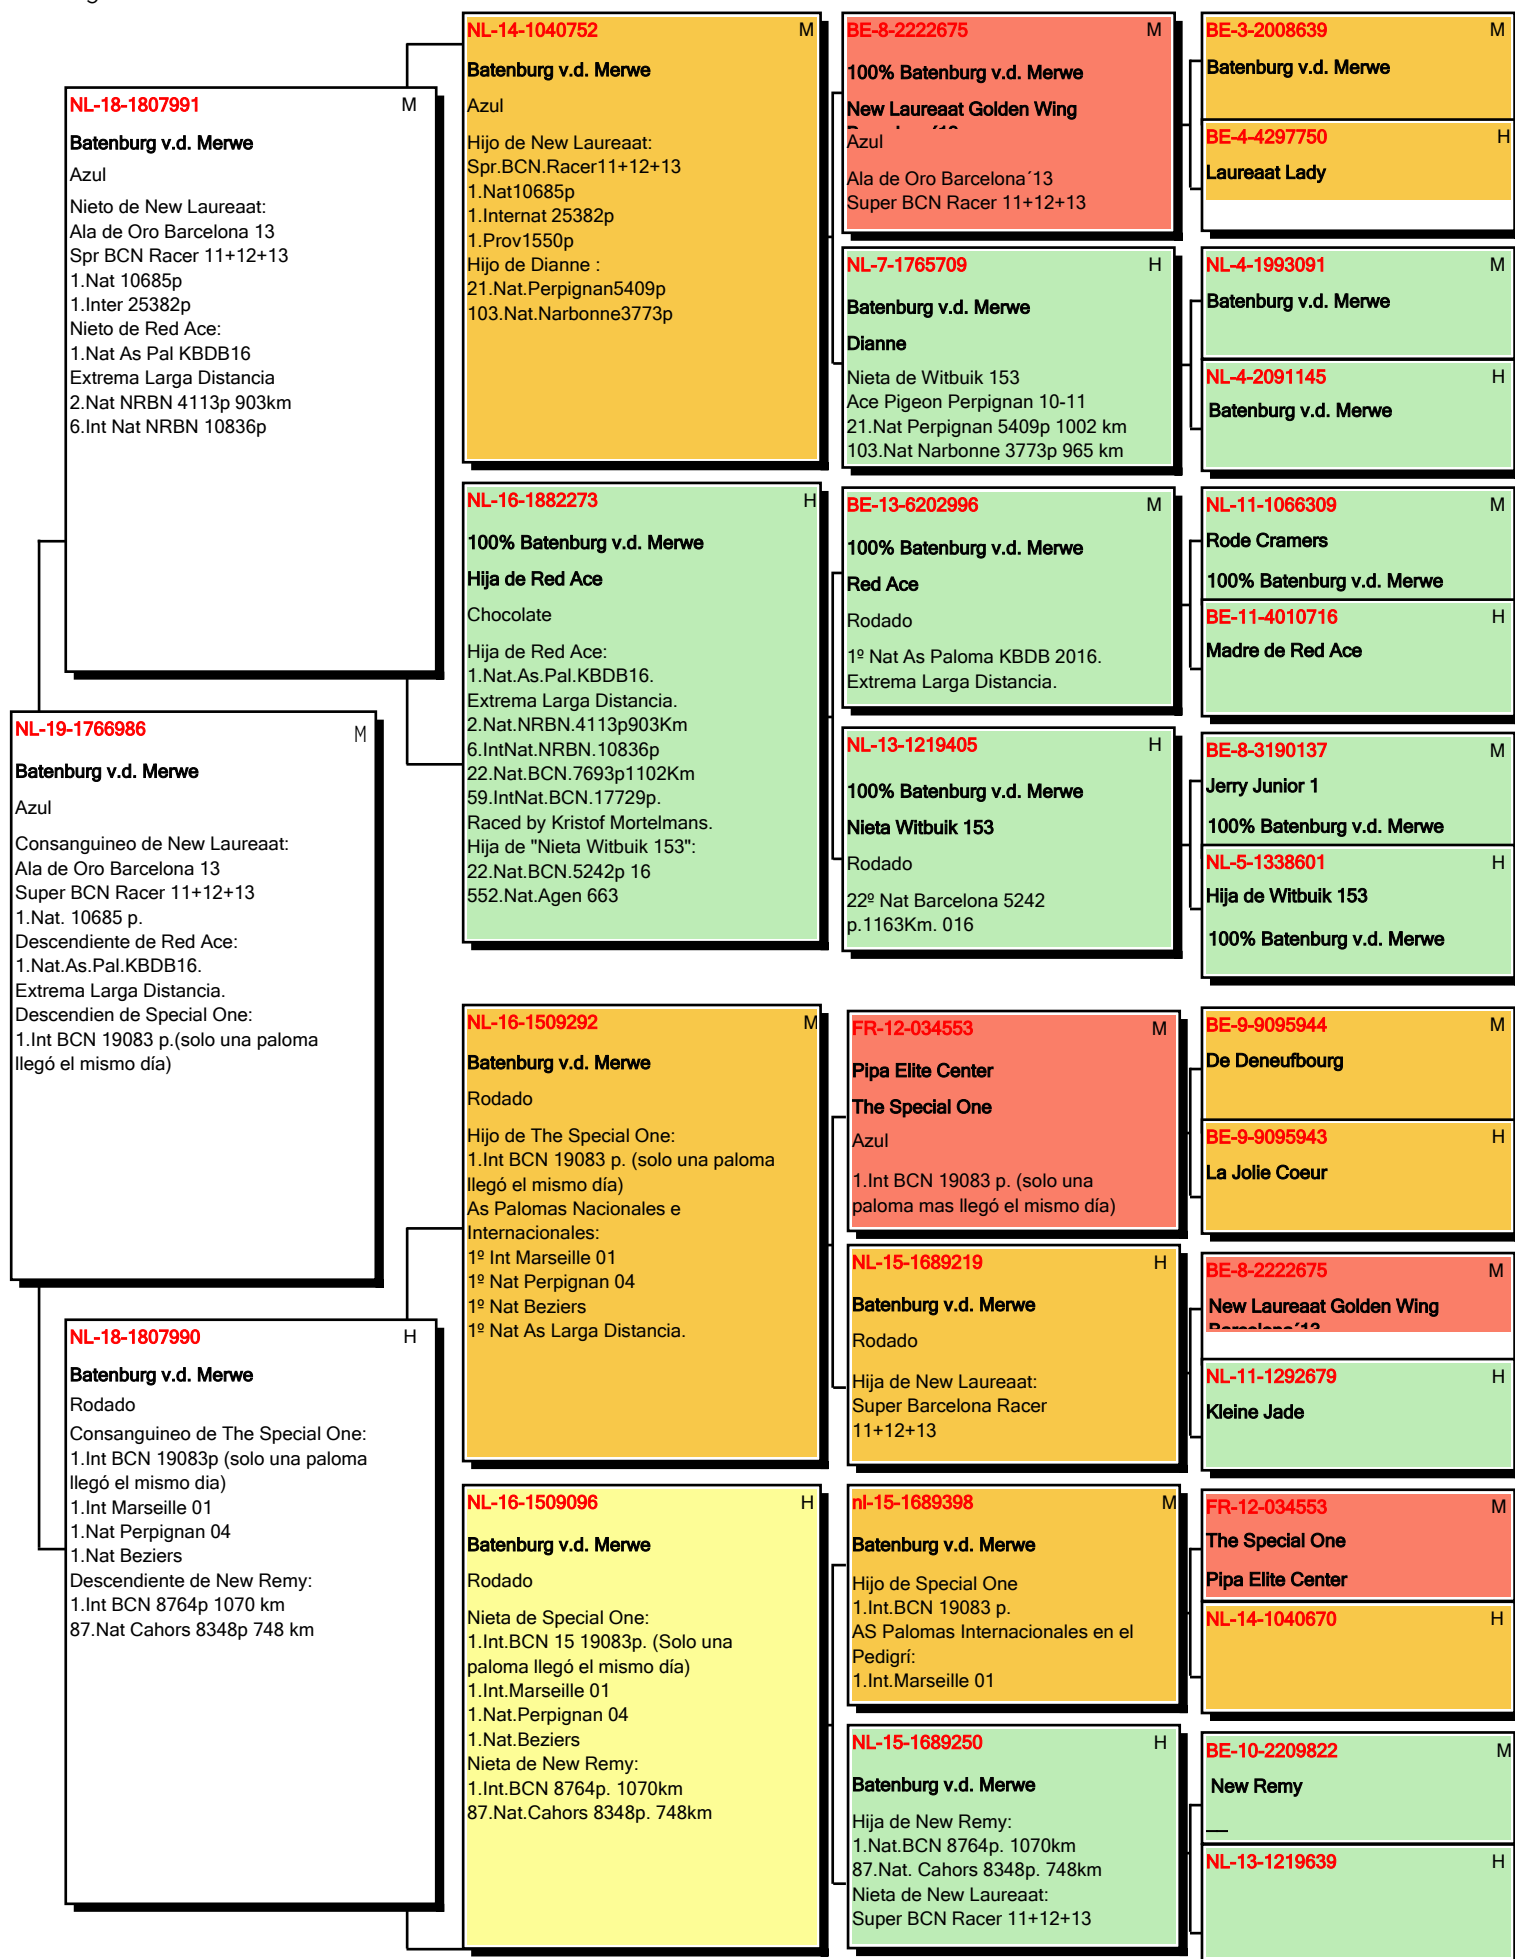 NL-19-1766986 M
Batenburg v.d. Merwe
Azul
Consanguineo de New Laureaat:
Ala de Oro Barcelona 13
Super BCN Racer 11+12+13
1.Nat. 10685 p.
Descendiente de Red Ace:
1.Nat.As.Pal.KBDB16.
Extrema Larga Distancia.
Descendien de Special One:
1.Int BCN 19083 p.(solo una paloma
llegó el mismo día)
NL-18-1807991 M
Batenburg v.d. Merwe
Azul
Nieto de New Laureaat:
Ala de Oro Barcelona 13
Spr BCN Racer 11+12+13
1.Nat 10685p
1.Inter 25382p
Nieto de Red Ace:
1.Nat As Pal KBDB16
Extrema Larga Distancia
2.Nat NRBN 4113p 903km
6.Int Nat NRBN 10836p
NL-18-1807990 H
Batenburg v.d. Merwe
Rodado
Consanguineo de The Special One:
1.Int BCN 19083p (solo una paloma
llegó el mismo dia)
1.Int Marseille 01
1.Nat Perpignan 04
1.Nat Beziers
Descendiente de New Remy:
1.Int BCN 8764p 1070 km
87.Nat Cahors 8348p 748 km
NL-14-1040752 M
Batenburg v.d. Merwe
Azul
Hijo de New Laureaat:
Spr.BCN.Racer11+12+13
1.Nat10685p
1.Internat 25382p
1.Prov1550p
Hijo de Dianne :
21.Nat.Perpignan5409p
103.Nat.Narbonne3773p
NL-16-1882273 H
100% Batenburg v.d. Merwe
Hija de Red Ace
Chocolate
Hija de Red Ace:
1.Nat.As.Pal.KBDB16.
Extrema Larga Distancia.
2.Nat.NRBN.4113p903Km
6.IntNat.NRBN.10836p
22.Nat.BCN.7693p1102Km
59.IntNat.BCN.17729p.
Raced by Kristof Mortelmans.
Hija de "Nieta Witbuik 153":
22.Nat.BCN.5242p 16
552.Nat.Agen 663
NL-16-1509292 M
Batenburg v.d. Merwe
Rodado
Hijo de The Special One:
1.Int BCN 19083 p. (solo una paloma
llegó el mismo día)
As Palomas Nacionales e
Internacionales:
1º Int Marseille 01
1º Nat Perpignan 04
1º Nat Beziers
1º Nat As Larga Distancia.
NL-16-1509096 H
Batenburg v.d. Merwe
Rodado
Nieta de Special One:
1.Int.BCN 15 19083p. (Solo una
paloma llegó el mismo día)
1.Int.Marseille 01
1.Nat.Perpignan 04
1.Nat.Beziers
Nieta de New Remy:
1.Int.BCN 8764p. 1070km
87.Nat.Cahors 8348p. 748km
BE-8-2222675 M
100% Batenburg v.d. Merwe
New Laureaat Golden Wing
Azul
Ala de Oro Barcelona´13
Super BCN Racer 11+12+13
NL-7-1765709 H
Batenburg v.d. Merwe
Dianne
Nieta de Witbuik 153
Ace Pigeon Perpignan 10-11
21.Nat Perpignan 5409p 1002 km
103.Nat Narbonne 3773p 965 km
BE-13-6202996 M
100% Batenburg v.d. Merwe
Red Ace
Rodado
1º Nat As Paloma KBDB 2016.
Extrema Larga Distancia.
NL-13-1219405 H
100% Batenburg v.d. Merwe
Nieta Witbuik 153
Rodado
22º Nat Barcelona 5242
p.1163Km. 016
FR-12-034553 M
Pipa Elite Center
The Special One
Azul
1.Int BCN 19083 p. (solo una
paloma mas llegó el mismo día)
NL-15-1689219 H
Batenburg v.d. Merwe
Rodado
Hija de New Laureaat:
Super Barcelona Racer
11+12+13
nl-15-1689398 M
Batenburg v.d. Merwe
Hijo de Special One
1.Int.BCN 19083 p.
AS Palomas Internacionales en el
Pedigrí:
1.Int.Marseille 01
NL-15-1689250 H
Batenburg v.d. Merwe
Hija de New Remy:
1.Nat.BCN 8764p. 1070km
87.Nat. Cahors 8348p. 748km
Nieta de New Laureaat:
Super BCN Racer 11+12+13
BE-3-2008639 M
Batenburg v.d. Merwe
BE-4-4297750 H
Laureaat Lady
NL-4-1993091 M
Batenburg v.d. Merwe
NL-4-2091145 H
Batenburg v.d. Merwe
NL-11-1066309 M
Rode Cramers
100% Batenburg v.d. Merwe
BE-11-4010716 H
Madre de Red Ace
BE-8-3190137 M
Jerry Junior 1
100% Batenburg v.d. Merwe
NL-5-1338601 H
Hija de Witbuik 153
100% Batenburg v.d. Merwe
BE-9-9095944 M
De Deneufbourg
BE-9-9095943 H
La Jolie Coeur
BE-8-2222675 M
New Laureaat Golden Wing
NL-11-1292679 H
Kleine Jade
FR-12-034553 M
The Special One
Pipa Elite Center
NL-14-1040670 H
BE-10-2209822 M
New Remy
__
NL-13-1219639 H